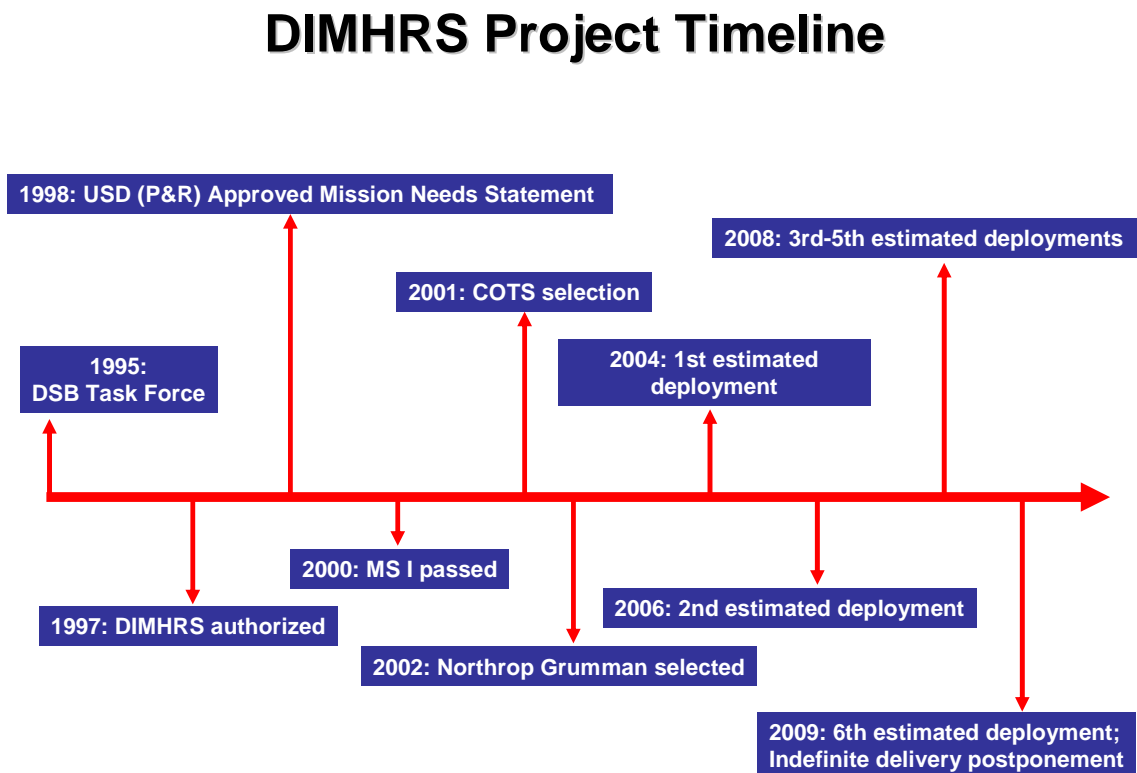 DIMHRS Project Timeline
1998: USD (P&R) Approved Mission Needs Statement
2008: 3rd-5th estimated deployments
2001: COTS selection
1995:
DSB Task Force
2004: 1st estimated
deployment
2000: MS I passed
1997: DIMHRS authorized
2006: 2nd estimated deployment
2002: Northrop Grumman selected
2009: 6th estimated deployment;
Indefinite delivery postponement